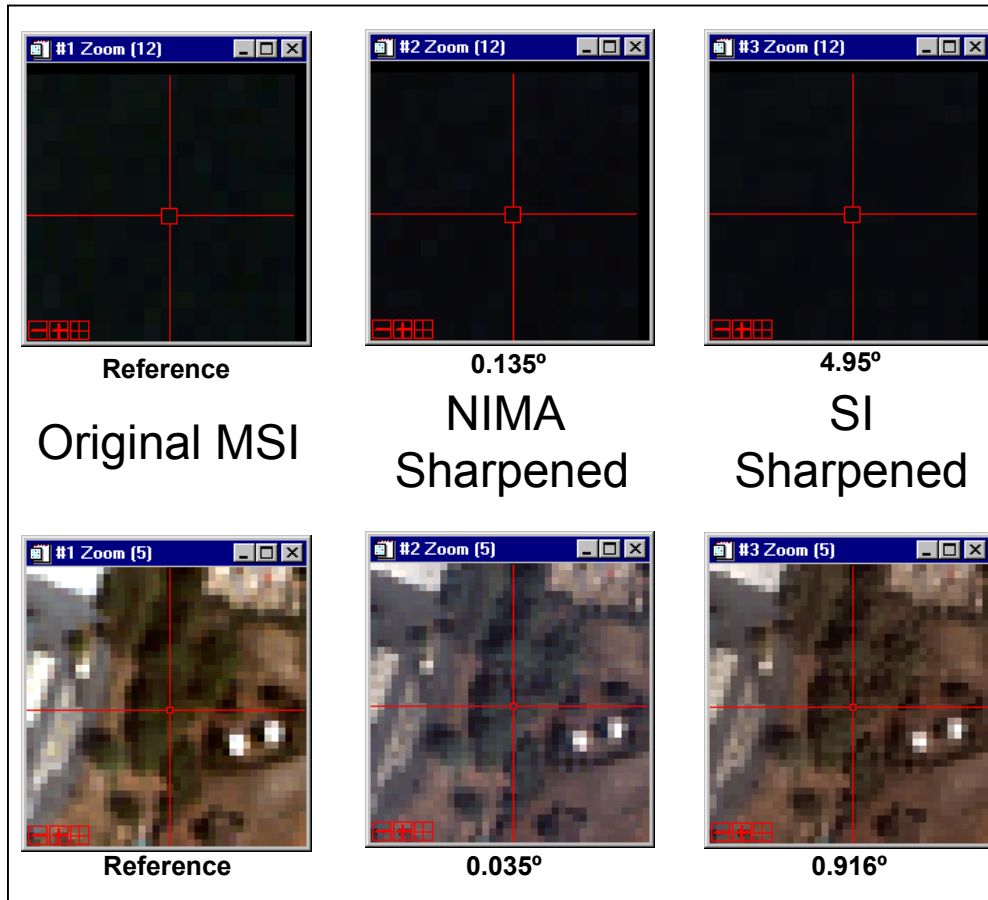 #1 Zoom (12)
#2 Zoom (12)
#3 Zoom (12)
Reference
0.135º
4.95º
Original MSI
NIMA
Sharpened
SI
Sharpened
#1 Zoom (5)
#2 Zoom (5)
#3 Zoom (5)
Reference
0.035º
0.916º